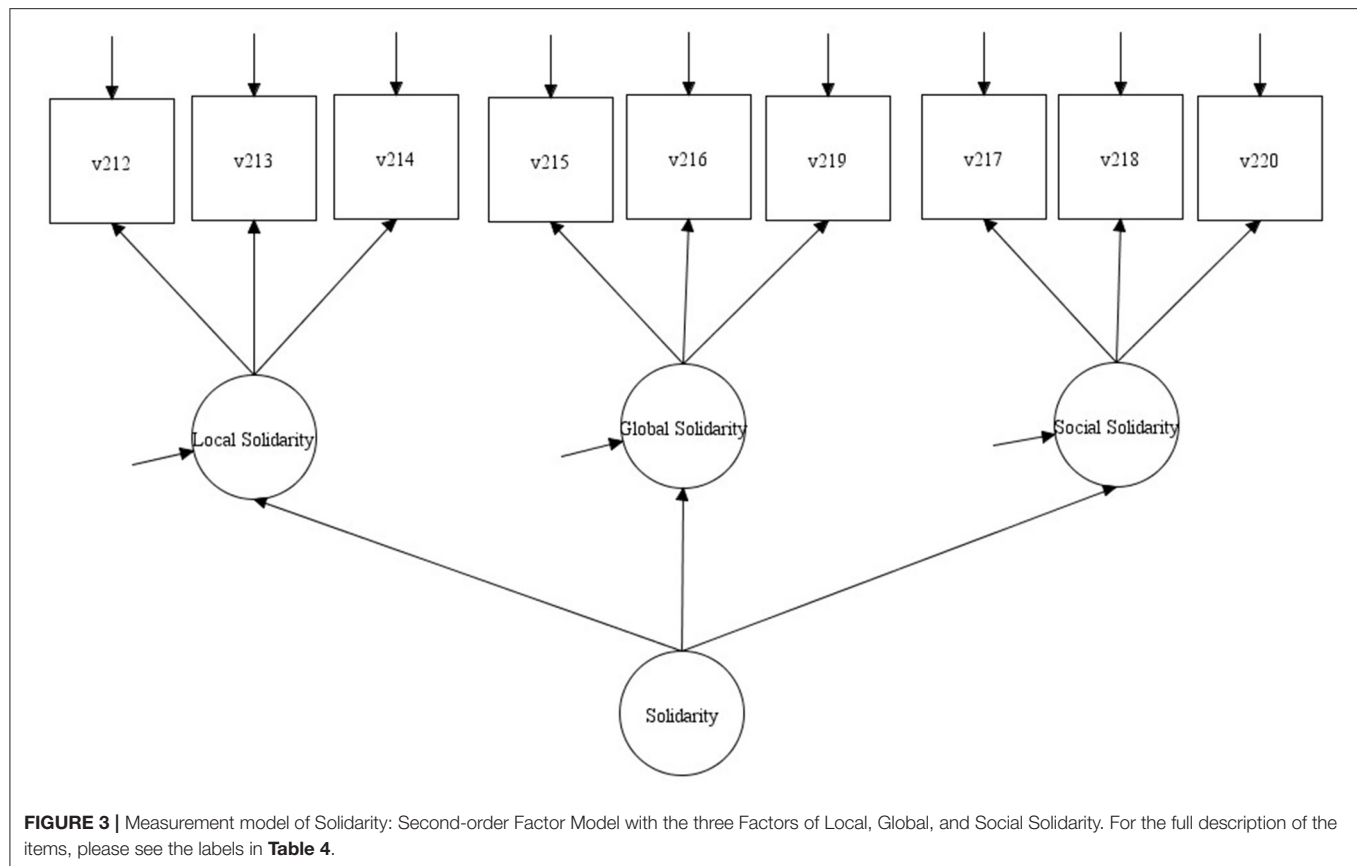 v212 v213 v214 v215 v216 v219 v217 v218 v220
Local Solidarity Global Solidarity Social Solidarity
Solidarity
FIGURE 3 | Measurement model of Solidarity: Second-order Factor Model with the three Factors of Local, Global, and Social Solidarity. For the full description of the
items, please see the labels in Table 4.